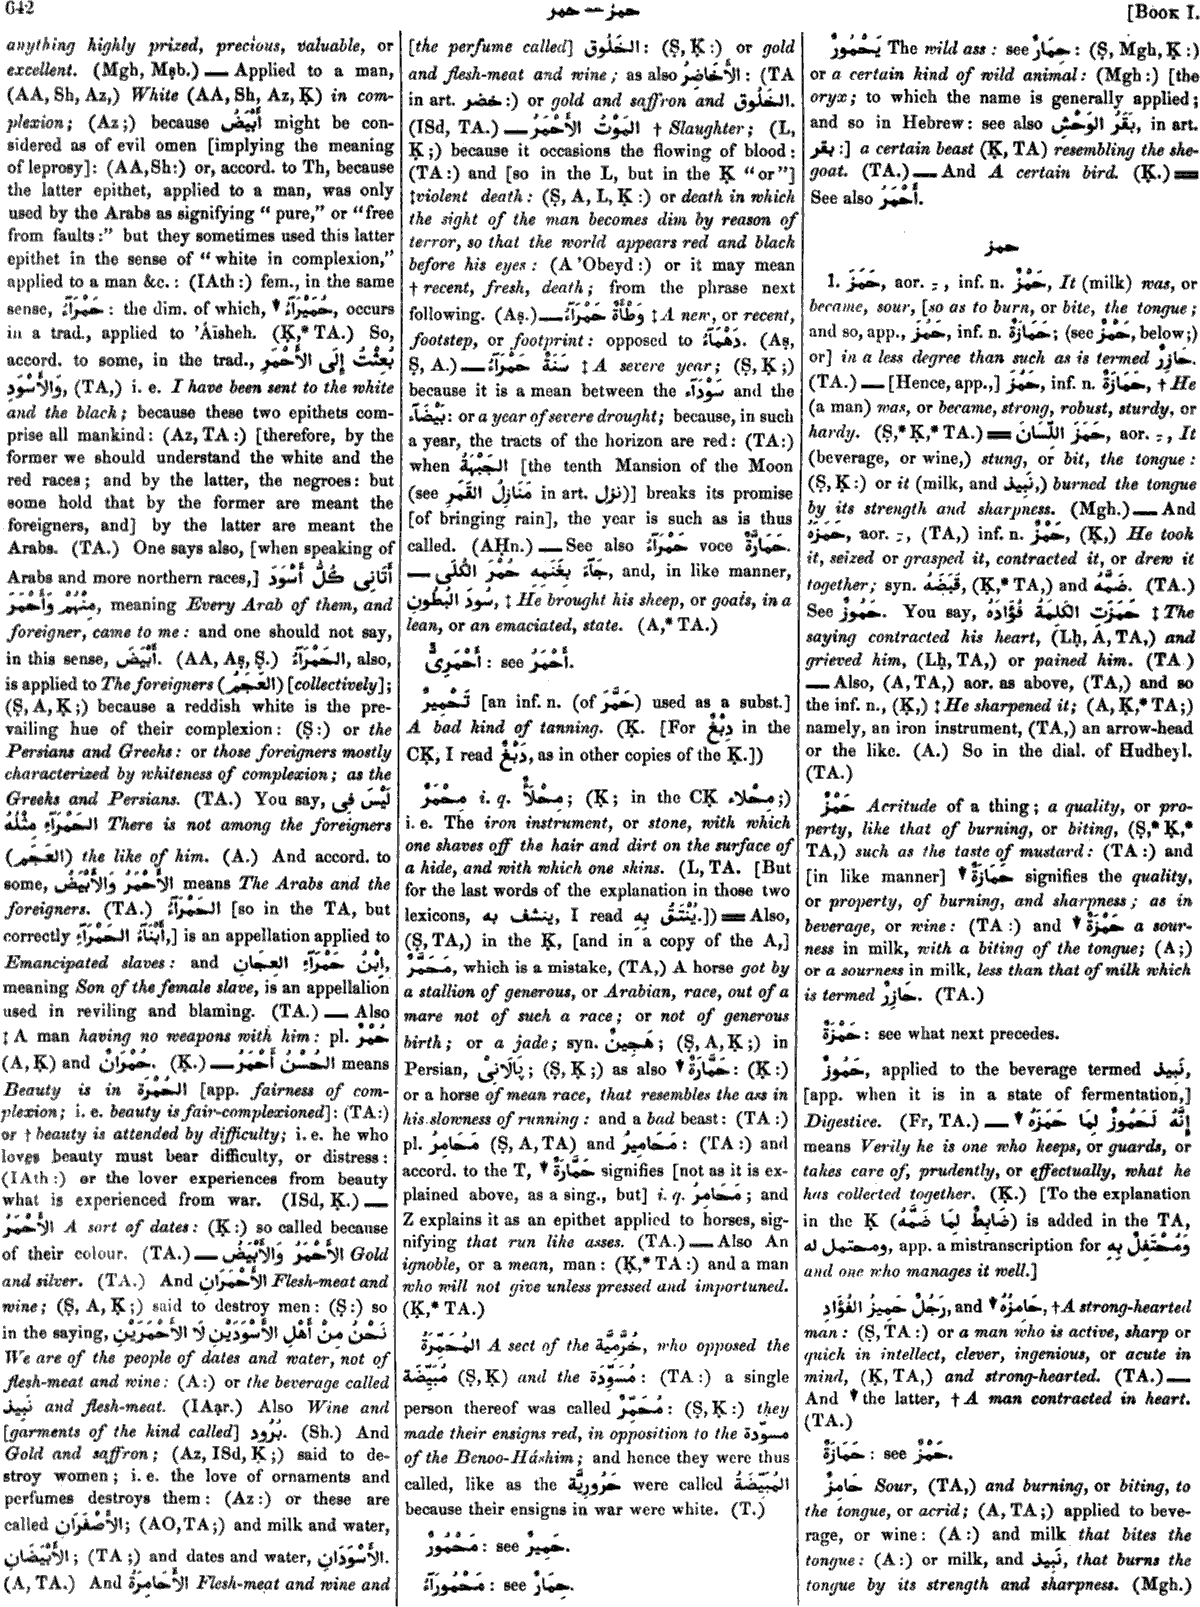 642
حمز — حمر
[Book I.
anything highly prized, precious, valuable, or
excellent. (Mgh, Mṣb.) — Applied to a man,
(AA, Sh, Az,) White (AA, Sh, Az, Ḳ) in com-
plexion; (Az;) because أَبْيَضُ might be con-
sidered as of evil omen [implying the meaning
of leprosy]: (AA, Sh:) or, accord. to Th, because
the latter epithet, applied to a man, was only
used by the Arabs as signifying “ pure,” or “free
from faults:” but they sometimes used this latter
epithet in the sense of “ white in complexion,”
applied to a man &c.: (IAth:) fem., in the same
sense, حَمْرَآءُ: the dim. of which, ▼ حُمَيْرَآءُ, occurs
in a trad., applied to ’Áïsheh. (Ḳ,* TA.) So,
accord. to some, in the trad., بُعِثْتُ إِلَى الأَحْمَرِ
وَالأَسْوَدِ, (TA,) i. e. I have been sent to the white
and the black; because these two epithets com-
prise all mankind: (Az, TA:) [therefore, by the
former we should understand the white and the
red races; and by the latter, the negroes: but
some hold that by the former are meant the
foreigners, and] by the latter are meant the
Arabs. (TA.) One says also, [when speaking of
Arabs and more northern races,] أَتَانِى كُلُّ أَسْوَدَ
مِنْهُمْ وَأَحْمَرَ, meaning Every Arab of them, and
foreigner, came to me: and one should not say,
in this sense, أَبْيَضَ. (AA, Aṣ, Ṣ.) الحَمْرَآءُ, also,
is applied to The foreigners (العَجَمُ) [collectively];
(Ṣ, A, Ḳ;) because a reddish white is the pre-
vailing hue of their complexion: (Ṣ:) or the
Persians and Greeks: or those foreigners mostly
characterized by whiteness of complexion; as the
Greeks and Persians. (TA.) You say, لَيْسَ فِى
الحَمْرَآءِ مِثْلُهُ There is not among the foreigners
(العَجَم) the like of him. (A.) And accord. to
some, الأَحْمَرُ وَالأَبْيَضُ means The Arabs and the
foreigners. (TA.) الحَمْرَآءُ [so in the TA, but
correctly أَبْنَآءُ الحَمْرَآءِ,] is an appellation applied to
Emancipated slaves: and اِبْنُ حَمْرَآءِ العِجَانِ,
meaning Son of the female slave, is an appellalion
used in reviling and blaming. (TA.) — Also
‡ A man having no weapons with him: pl. حُمْرٌ
(A, Ḳ) and حُمْرَانٌ. (Ḳ.) — الحُسْنُ أَحْمَرُ means
Beauty is in الحُمْرَة [app. fairness of com-
plexion; i. e. beauty is fair-complexioned]: (TA:)
or † beauty is attended by difficulty; i. e. he who
loves beauty must bear difficulty, or distress:
(IAth:) or the lover experiences from beauty
what is experienced from war. (ISd, Ḳ.) —
الأَحْمَرُ A sort of dates: (Ḳ:) so called because
of their colour. (TA.) — الأَحْمَرُ وَالأَبْيَضُ Gold
and silver. (TA.) And الأَحْمَرَانِ Flesh-meat and
wine; (Ṣ, A, Ḳ;) said to destroy men: (Ṣ:) so
in the saying, نَحْنُ مِنْ أَهْلِ الأَسْوَدَيْنِ لَا الأَحْمَرَيْنِ
We are of the people of dates and water, not of
flesh-meat and wine: (A:) or the beverage called
نبيذ and flesh-meat. (IAạr.) Also Wine and
[garments of the kind called] بُرُود. (Sh.) And
Gold and saffron; (Az, ISd, Ḳ;) said to de-
stroy women; i. e. the love of ornaments and
perfumes destroys them: (Az:) or these are
called الأَصْفَرَانِ; (AO, TA;) and milk and water,
الأَبْيَضَانِ; (TA;) and dates and water, الأَسْوَدَانِ.
(A, TA.) And الأَحَامِرَةُ Flesh-meat and wine and
[the perfume called] الخَلُوق: (Ṣ, Ḳ:) or gold
and flesh-meat and wine; as also الأَخَاضِرُ: (TA
in art. خضر:) or gold and saffron and الخَلُوق.
(ISd, TA.) — المَوْتُ الأَحْمَرُ † Slaughter; (L,
Ḳ;) because it occasions the flowing of blood:
(TA:) and [so in the L, but in the Ḳ “or”]
‡violent death: (Ṣ, A, L, Ḳ:) or death in which
the sight of the man becomes dim by reason of
terror, so that the world appears red and black
before his eyes: (A ’Obeyd:) or it may mean
† recent, fresh, death; from the phrase next
following. (Aṣ.) — وَطْأَةٌ حَمْرَآءُ ‡ A new, or recent,
footstep, or footprint: opposed to دَهْمَآءُ. (Aṣ,
Ṣ, A.) — سَنَةٌ حَمْرَآءُ ‡ A severe year; (Ṣ, Ḳ;)
because it is a mean between the سَوْدَآء and the
بَيْضَآء: or a year of severe drought; because, in such
a year, the tracts of the horizon are red: (TA:)
when الجَبْهَةُ [the tenth Mansion of the Moon
(see مَنَازِلُ القَمَرِ in art. نزل)] breaks its promise
[of bringing rain], the year is such as is thus
called. (AḤn.) — See also حَمْرَآءُ voce حَمَارَّةٌ.
— جَآءَ بِغَنَمِهِ حُمْرَ الكُلَى, and, in like manner,
سُودَ البُطُونِ, ‡ He brought his sheep, or goats, in a
lean, or an emaciated, state. (A,* TA.)
أَحْمَرِىٌّ: see أَحْمَرُ.
تَحْمِيرٌ [an inf. n. (of حَمَّرَ) used as a subst.]
A bad kind of tanning. (Ḳ. [For دِبْغٌ in the
CḲ, I read دَبْغٌ, as in other copies of the Ḳ.])
مِحْمَرٌ i. q. مِحْلَأٌ; (Ḳ; in the CḲ مِحْلاء;)
i. e. The iron instrument, or stone, with which
one shaves off the hair and dirt on the surface of
a hide, and with which one skins. (L, TA. [But
for the last words of the explanation in those two
lexicons, ينشف به, I read يُنْتَقُ بِهِ.]) ═ Also,
(Ṣ, TA,) in the Ḳ, [and in a copy of the A,]
مُحَمَّرٌ, which is a mistake, (TA,) A horse got by
a stallion of generous, or Arabian, race, out of a
mare not of such a race; or not of generous
birth; or a jade; syn. هَجِينٌ; (Ṣ, A, Ḳ;) in
Persian, پَالَانِىْ; (Ṣ, Ḳ;) as also ▼ حَمَّارَةٌ: (Ḳ:)
or a horse of mean race, that resembles the ass in
his slowness of running: and a bad beast: (TA:)
pl. مَحَامِرُ (Ṣ, A, TA) and مَحَامِيرُ: (TA:) and
accord. to the T, ▼ حَمَّارَةٌ signifies [not as it is ex-
plained above, as a sing., but] i. q. مَحَامِرُ; and
Z explains it as an epithet applied to horses, sig-
nifying that run like asses. (TA.) — Also An
ignoble, or a mean, man: (Ḳ,* TA:) and a man
who will not give unless pressed and importuned.
(Ḳ,* TA.)
المُحَمِّرَةُ A sect of the خُرَّمِيَّة, who opposed the
مُبَيِّضَة (Ṣ, Ḳ) and the مُسَوِّدَة: (TA:) a single
person thereof was called مُحَمِّرٌ: (Ṣ, Ḳ:) they
made their ensigns red, in opposition to the مسوّدة
of the Benoo-Háshim; and hence they were thus
called, like as the حَرُورِيَّة were called المُبَيِّضَةُ
because their ensigns in war were white. (T.)
مَحْمُورٌ: see حَمِيرٌ.
مَحْمُورَآءُ: see حِمَارٌ.
يَحْمُورٌ The wild ass: see حِمَارٌ: (Ṣ, Mgh, Ḳ:)
or a certain kind of wild animal: (Mgh:) [the
oryx; to which the name is generally applied;
and so in Hebrew: see also بَقَرُ الوَحْشِ, in art.
بقر:] a certain beast (Ḳ, TA) resembling the she-
goat. (TA.) — And A certain bird. (Ḳ.) ═
See also أَحْمَرُ.
حمز
1. حَمَزَ, aor. ـِ , inf. n. حَمْزٌ, It (milk) was, or
became, sour, [so as to burn, or bite, the tongue;
and so, app., حَمُزَ, inf. n. حَمَازَةٌ; (see حَمْزٌ, below;)
or] in a less degree than such as is termed حَازِرٌ.
(TA.) — [Hence, app.,] حَمُزَ, inf. n. حَمَازَةٌ, † He
(a man) was, or became, strong, robust, sturdy, or
hardy. (Ṣ,* Ḳ,* TA.) ═ حَمَزَ اللِّسَانَ, aor. ـِ , It
(beverage, or wine,) stung, or bit, the tongue:
(Ṣ, Ḳ:) or it (milk, and نَبِيذ,) burned the tongue
by its strength and sharpness. (Mgh.) — And
حَمَزَهُ, aor. ـِ , (TA,) inf. n. حَمْزٌ, (Ḳ,) He took
it, seized or grasped it, contracted it, or drew it
together; syn. قَبَضَهُ, (Ḳ,* TA,) and ضَمَّهُ. (TA.)
See حَمُوزٌ. You say, حَمَزَتِ الكَلِمَةُ فُؤَادَهُ ‡ The
saying contracted his heart, (Lḥ, A, TA,) and
grieved him, (Lḥ, TA,) or pained him. (TA.)
— Also, (A, TA,) aor. as above, (TA,) and so
the inf. n., (Ḳ,) ‡ He sharpened it; (A, Ḳ,* TA;)
namely, an iron instrument, (TA,) an arrow-head
or the like. (A.) So in the dial. of Hudheyl.
(TA.)
حَمْزٌ Acritude of a thing; a quality, or pro-
perty, like that of burning, or biting, (Ṣ,* Ḳ,*
TA,) such as the taste of mustard: (TA:) and
[in like manner] ▼ حَمَازَةٌ signifies the quality,
or property, of burning, and sharpness; as in
beverage, or wine: (TA:) and ▼ حَمْزَةٌ a sour-
ness in milk, with a biting of the tongue; (A;)
or a sourness in milk, less than that of milk which
is termed حَازِرٌ. (TA.)
حَمْزَةٌ: see what next precedes.
حَمُوزٌ, applied to the beverage termed نَبِيذ,
[app. when it is in a state of fermentation,]
Digestice. (Fr, TA.) — إِنَّهُ لَحَمُوزٌ لِمَا حَمَزَهُ ▼
means Verily he is one who keeps, or guards, or
takes care of, prudently, or effectually, what he
has collected together. (Ḳ.) [To the explanation
in the Ḳ (ضَابِطٌ لِمَا ضَمَّهُ) is added in the TA,
ومحتمل له, app. a mistranscription for وَمُحْتَفِلٌ بِهِ
and one who manages it well.]
رَجُلٌ حَمِيزُ الفُؤَادِ, and ▼ حَامِزُهُ, † A strong-hearted
man: (Ṣ, TA:) or a man who is active, sharp or
quick in intellect, clever, ingenious, or acute in
mind, (Ḳ, TA,) and strong-hearted. (TA.) —
And ▼ the latter, † A man contracted in heart.
(TA.)
حَمَازَةٌ: see حَمْزٌ.
حَامِزٌ Sour, (TA,) and burning, or biting, to
the tongue, or acrid; (A, TA;) applied to beve-
rage, or wine: (A:) and milk that bites the
tongue: (A:) or milk, and نَبِيذ, that burns the
tongue by its strength and sharpness. (Mgh.)